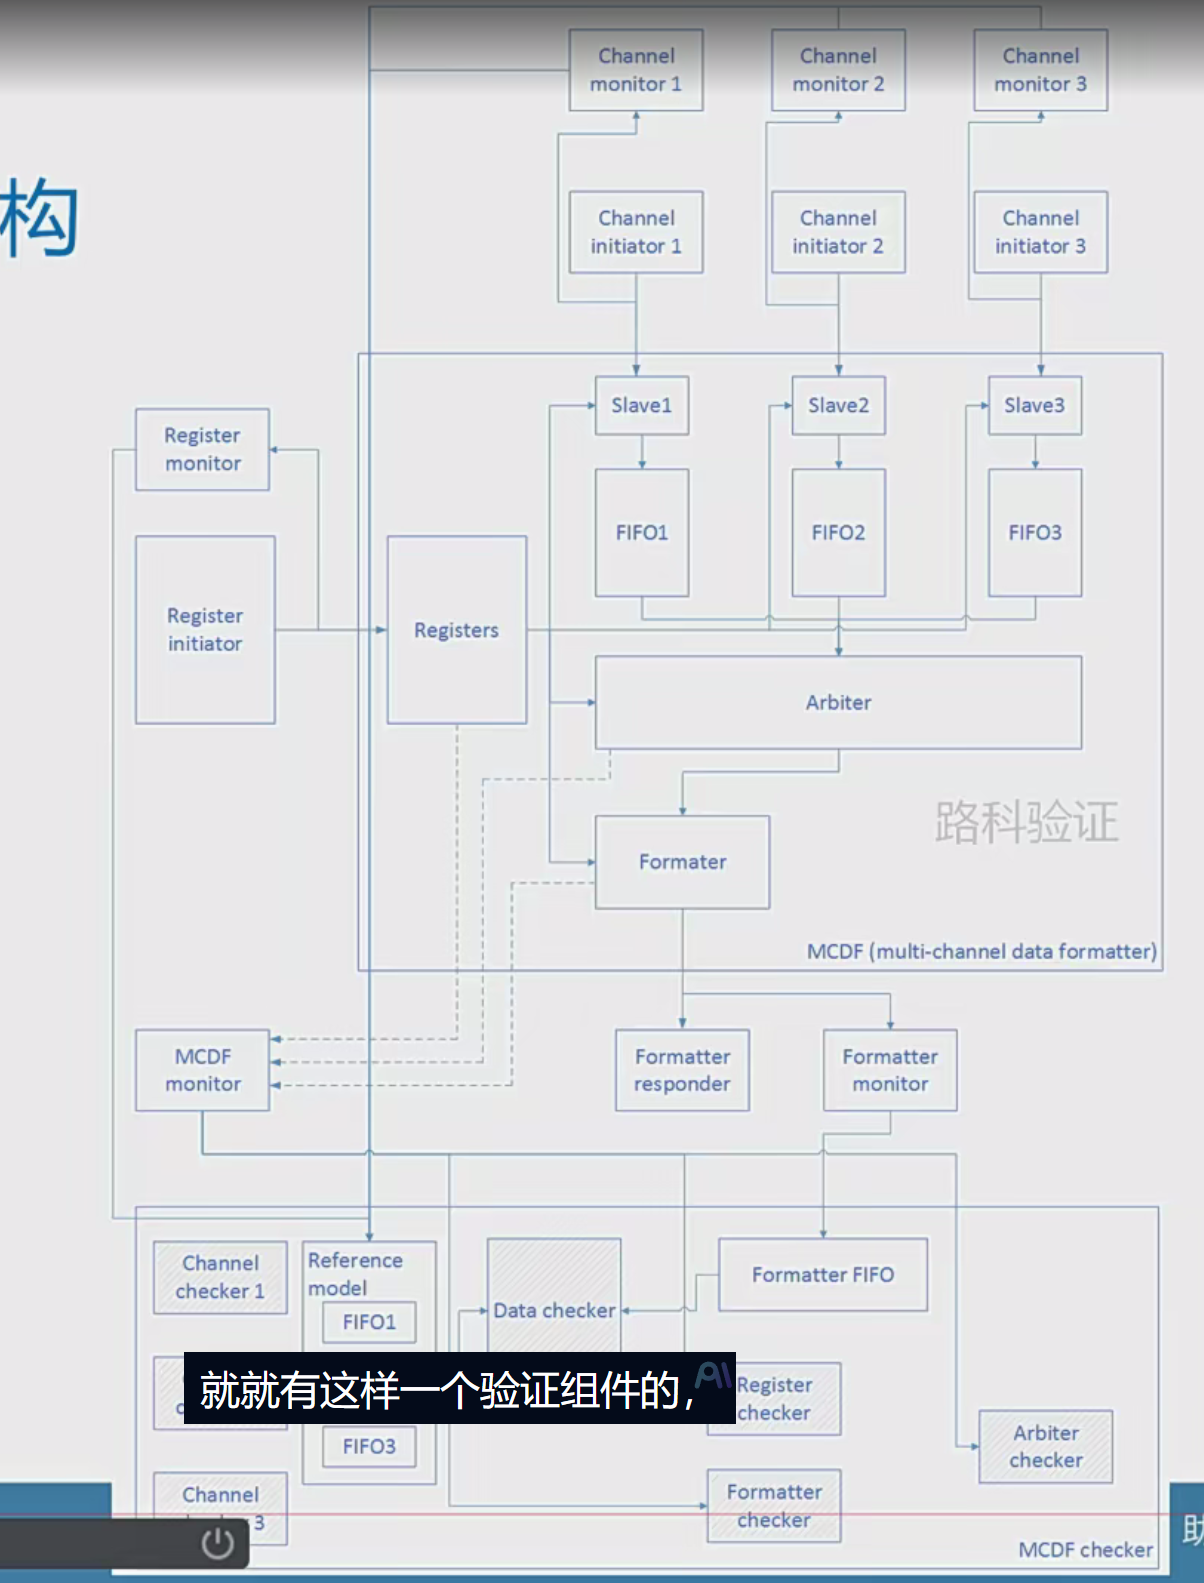 Channel
monitor 1
Channel
monitor 2
Channel
monitor 3
构
Channel
initiator 1
Channel
initiator 2
Channel
initiator 3
Slave1
Slave2
Slave3
Register
monitor
FIFO1
FIFO2
FIFO3
Register
initiator
Registers
Arbiter
路科验证
Formater
MCDF (multi-channel data formatter)
MCDF
monitor
Formatter
responder
Formatter
monitor
Channel
checker 1
Reference
model
FIFO1
Data checker
Formatter FIFO
就就有这样一个验证组件的，
AI
Register
checker
FIFO3
Arbiter
checker
Channel
3
Formatter
checker
MCDF checker
助